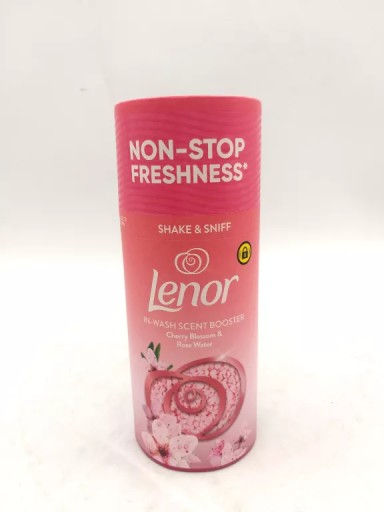 NON-STOP
FRESHNESS*
SHAKE & SNIFF
Lenor
IN-WASH SCENT BOOSTER
Cherry Blossom &
Rose Water